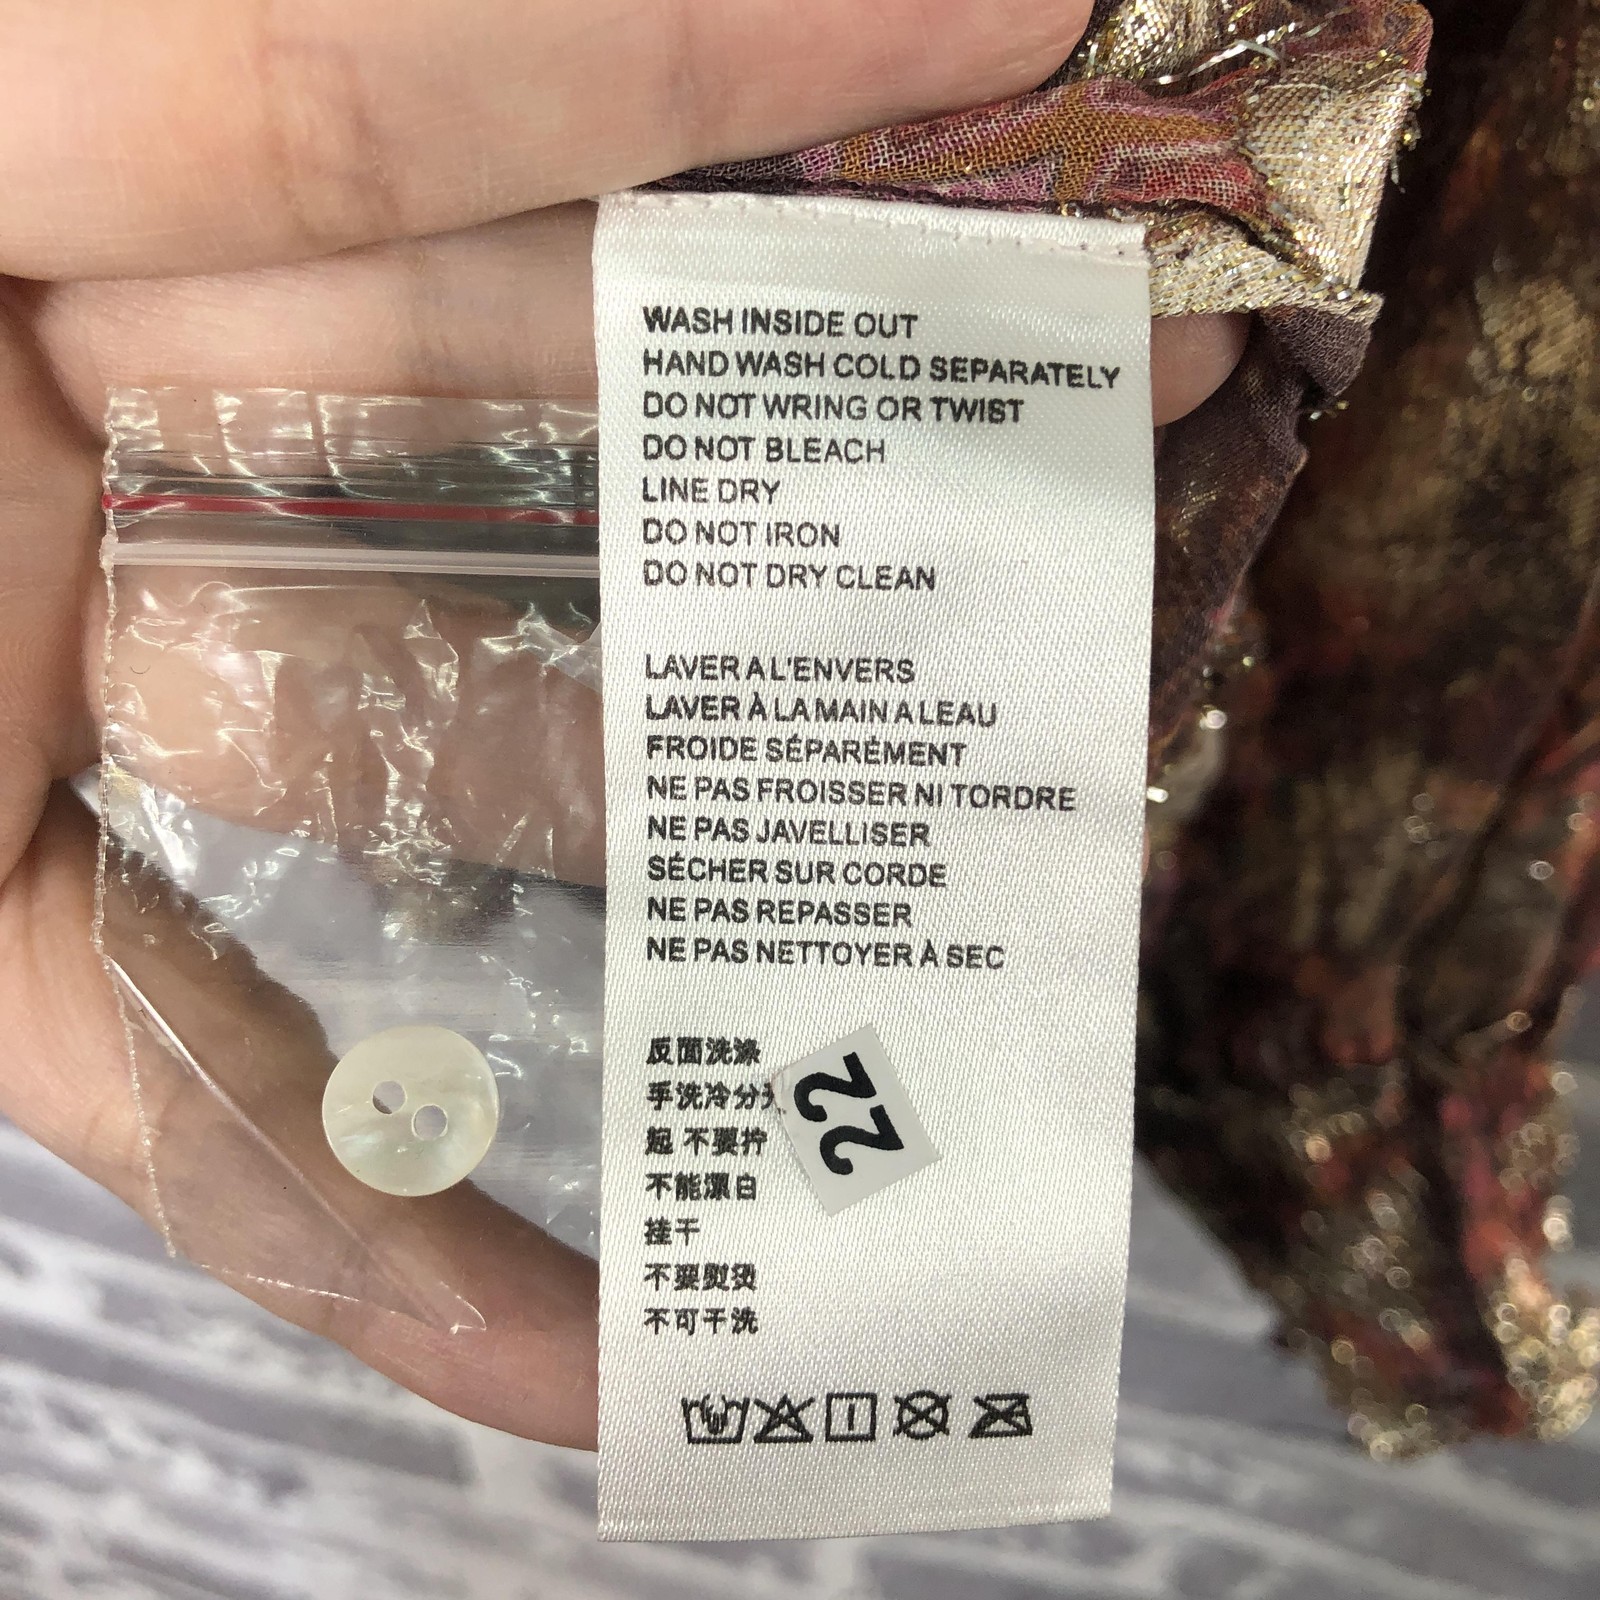 WASH INSIDE OUT
HAND WASH COLD SEPARATELY
DO NOT WRING OR TWIST
DO NOT BLEACH
LINE DRY
DO NOT IRON
DO NOT DRY CLEAN
LAVER A L'ENVERS
LAVER À LA MAIN A LEAU
FROIDE SÉPARÉMENT
NE PAS FROISSER NI TORDRE
NE PAS JAVELLISER
SÉCHER SUR CORDE
NE PAS REPASSER
NE PAS NETTOYER À SEC
反面洗涤
手洗冷分开
起 不要拧
不能漂白
挂干
不要熨烫
不可干洗
22